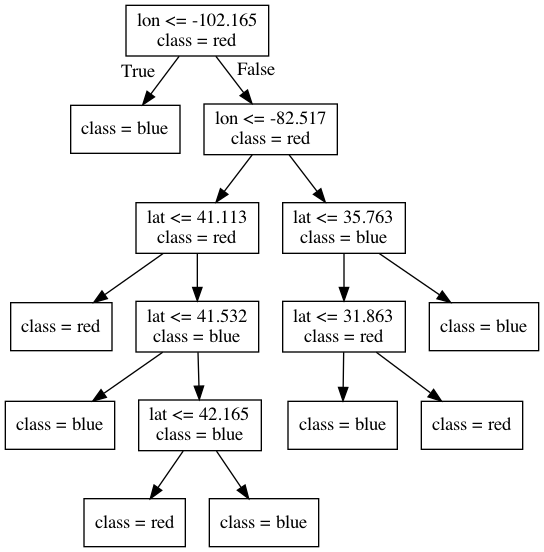 lon <= -102.165
class = red
True
False
class = blue
lon <= -82.517
class = red
lat <= 41.113
class = red
lat <= 35.763
class = blue
class = red
lat <= 41.532
class = blue
lat <= 31.863
class = red
class = blue
class = blue
lat <= 42.165
class = blue
class = blue
class = red
class = red
class = blue